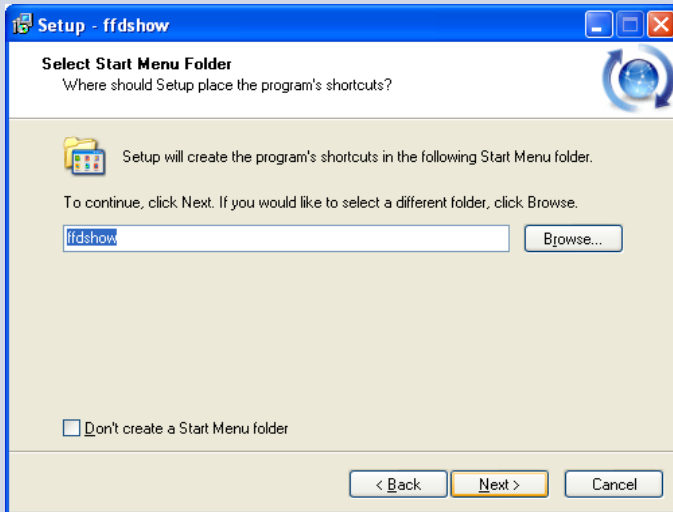 Setup - ffdshow
Select Start Menu Folder
Where should Setup place the program's shortcuts?
Setup will create the program's shortcuts in the following Start Menu folder.
To continue, click Next. If you would like to select a different folder, click Browse.
ffdshow
Browse...
Don't create a Start Menu folder
< Back
Next >
Cancel